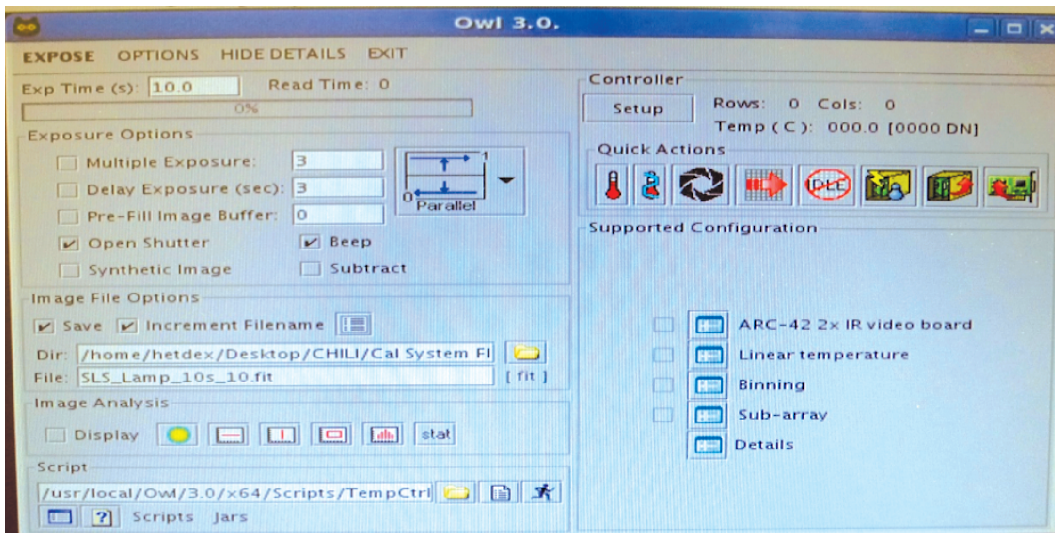 Owl 3.0.
EXPOSE OPTIONS HIDE DETAILS EXIT
Exp Time (s): 10.0 Read Time: 0
0%
Exposure Options
Multiple Exposure: 3
Delay Exposure (sec): 3
Pre-Fill Image Buffer: 0
1
0
Parallel
Open Shutter Beep
Synthetic Image Subtract
Image File Options
Save Increment Filename
Dir: /home/hetdex/Desktop/CHILI/Cal System Fl
File: SLS_Lamp_10s_10.fit [ fit ]
Image Analysis
Display stat
Script
/usr/local/Owl/3.0/x64/Scripts/TempCtrl
? Scripts Jars
Controller
Setup Rows: 0 Cols: 0
Temp ( C ): 000.0 [0000 DN]
Quick Actions
IDLE
Supported Configuration
ARC-42 2x IR video board
Linear temperature
Binning
Sub-array
Details